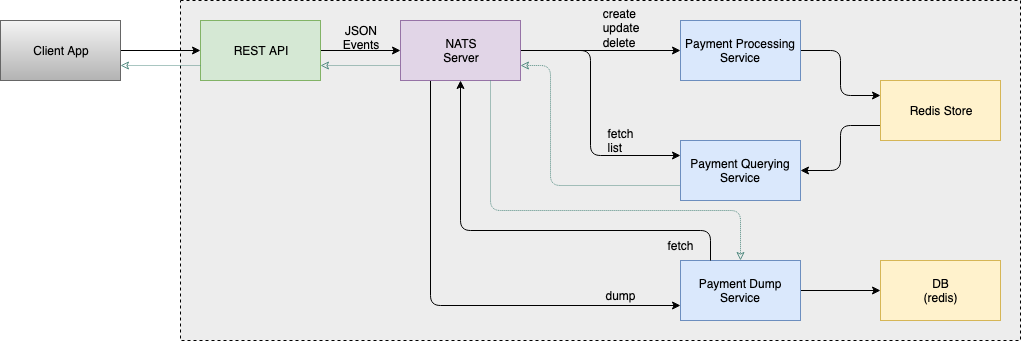 create
update
delete
Client App
REST API
JSON
Events
NATS
Server
Payment Processing
Service
Redis Store
fetch
list
Payment Querying
Service
fetch
dump
Payment Dump
Service
DB
(redis)